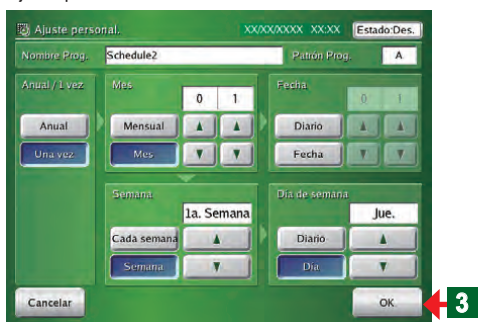 Ajuste personal. XX/XX/XXXX XX:XX Estado:Des.
Nombre Prog. Schedule2 Patrón Prog. A
Anual / 1 vez Mes Fecha
0 1 0 1
Anual Mensual Diario
Una vez Mes Fecha
Semana Día de semana
1a. Semana Jue.
Cada semana Diario
Semana Día
Cancelar OK 3